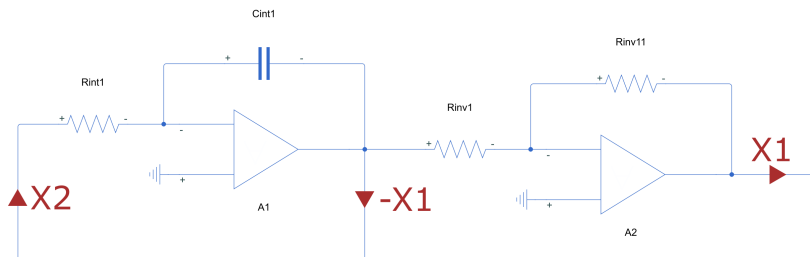 Cint1
+ -
Rinv11
+ -
Rint1
+ -
-
+
A1
Rinv1
+ -
-
+
A2
X2
-X1
X1